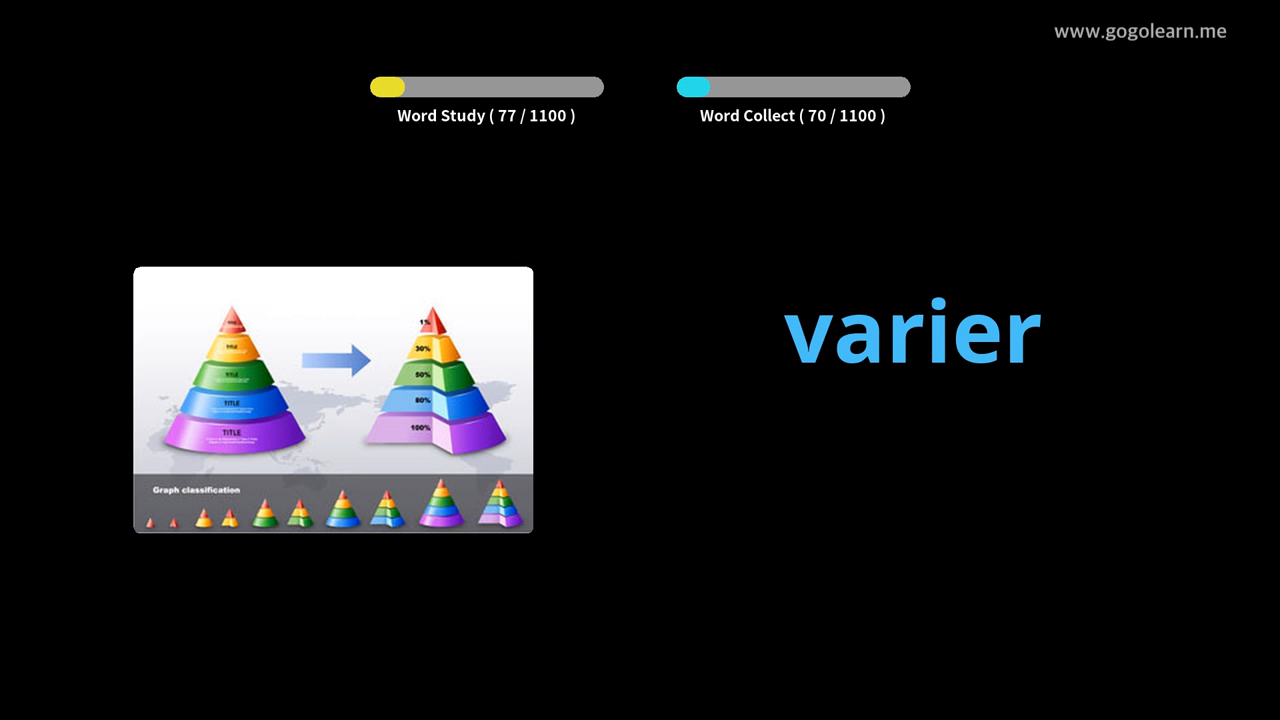 www.gogolearn.me
Word Study ( 77 / 1100 )
Word Collect ( 70 / 1100 )
varier
TITLE
TITLE
TITLE
TITLE
1%
30%
50%
80%
100%
Graph classification